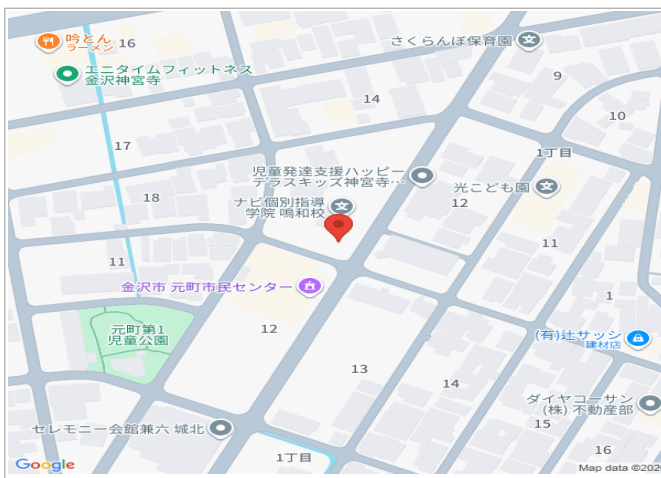 吟とん
ラーメン
16
さくらんぼ保育園
エニタイムフィットネス
金沢神宮寺
9
14
10
17
1丁目
児童発達支援ハッピー
テラスキッズ神宮寺…
光こども園
18
ナビ個別指導
学院 鳴和校
12
11
11
金沢市 元町市民センター
1
元町第1
児童公園
12
(有)辻サッシ
建材店
13
14
ダイヤコーサン
(株) 不動産部
セレモニー会館兼六 城北
15
1丁目
16
Google
Map data ©202